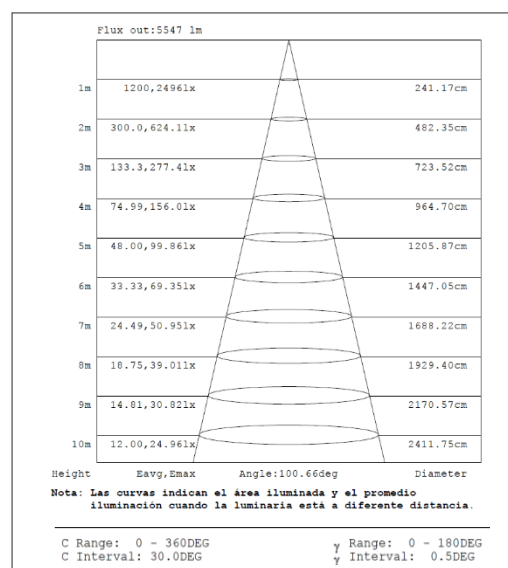 Flux out:5547 lm
1m 1200,2496lx 241.17cm
2m 300.0,624.1lx 482.35cm
3m 133.3,277.4lx 723.52cm
4m 74.99,156.0lx 964.70cm
5m 48.00,99.86lx 1205.87cm
6m 33.33,69.35lx 1447.05cm
7m 24.49,50.95lx 1688.22cm
8m 18.75,39.01lx 1929.40cm
9m 14.81,30.82lx 2170.57cm
10m 12.00,24.96lx 2411.75cm
Height Eavg,Emax Angle:100.66deg Diameter
Nota: Las curvas indican el área iluminada y el promedio
iluminación cuando la luminaria está a diferente distancia.
C Range: 0 - 360DEG γ Range: 0 - 180DEG
C Interval: 30.0DEG γ Interval: 0.5DEG